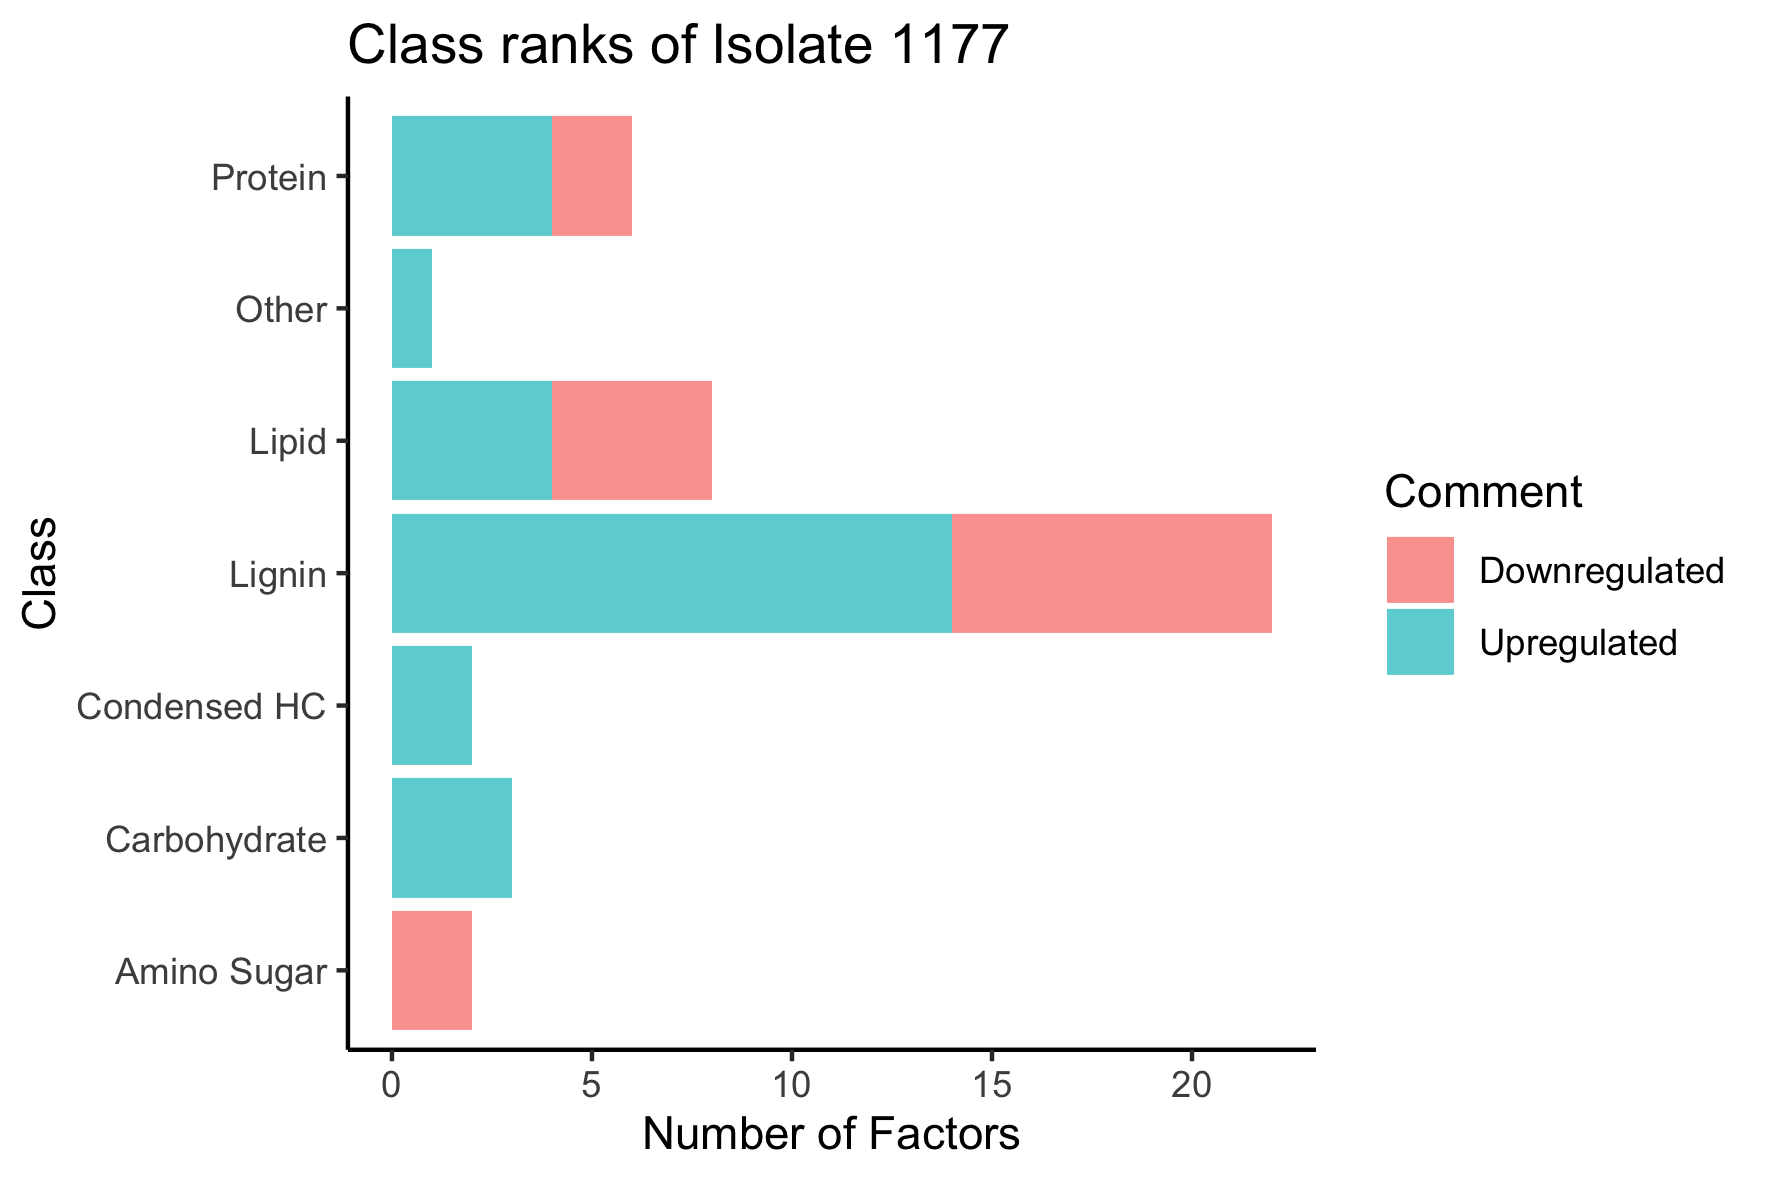 Class ranks of Isolate 1177
Class
Protein
Other
Lipid
Lignin
Condensed HC
Carbohydrate
Amino Sugar
0 5 10 15 20
Number of Factors
Comment
Downregulated
Upregulated